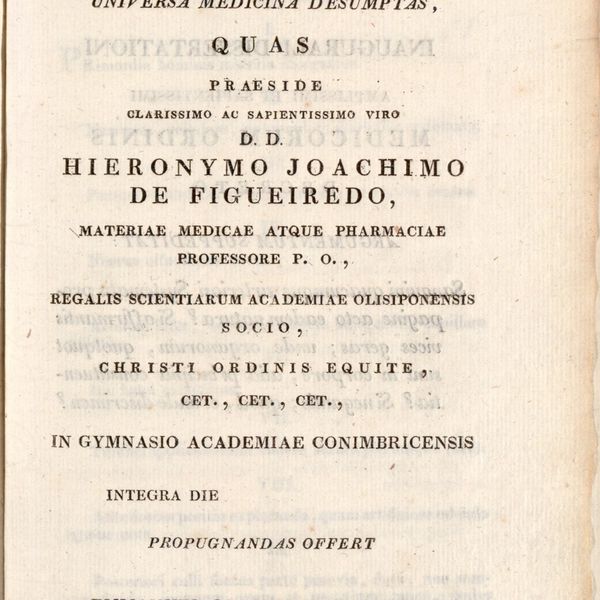 UNIVERSA MEDICINA DESUMPTAS,
QUAS
PRAESIDE
CLARISSIMO AC SAPIENTISSIMO VIRO
D. D.
HIERONYMO JOACHIMO
DE FIGUEIREDO,
MATERIAE MEDICAE ATQUE PHARMACIAE
PROFESSORE P. O.,
REGALIS SCIENTIARUM ACADEMIAE OLISIPONENSIS
SOCIO,
CHRISTI ORDINIS EQUITE,
CET., CET., CET.,
IN GYMNASIO ACADEMIAE CONIMBRICENSIS
INTEGRA DIE
PROPUGNANDAS OFFERT